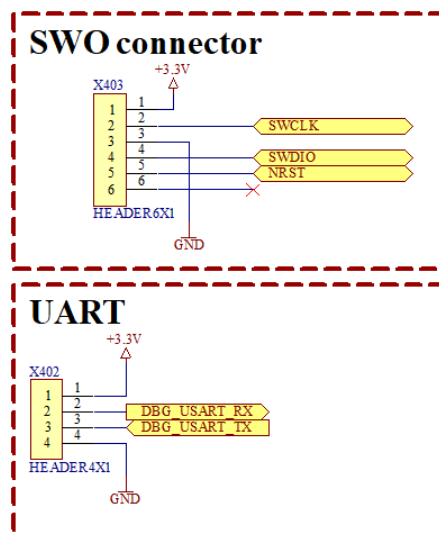 SWO connector
+3.3V
X403
1 1
2 2 SWCLK
3 3
4 4 SWDIO
5 5 NRST
6 6
HEADER6X1
GND
UART
+3.3V
X402
1 1
2 2 DBG_USART_RX
3 3 DBG_USART_TX
4 4
HEADER4X1
GND